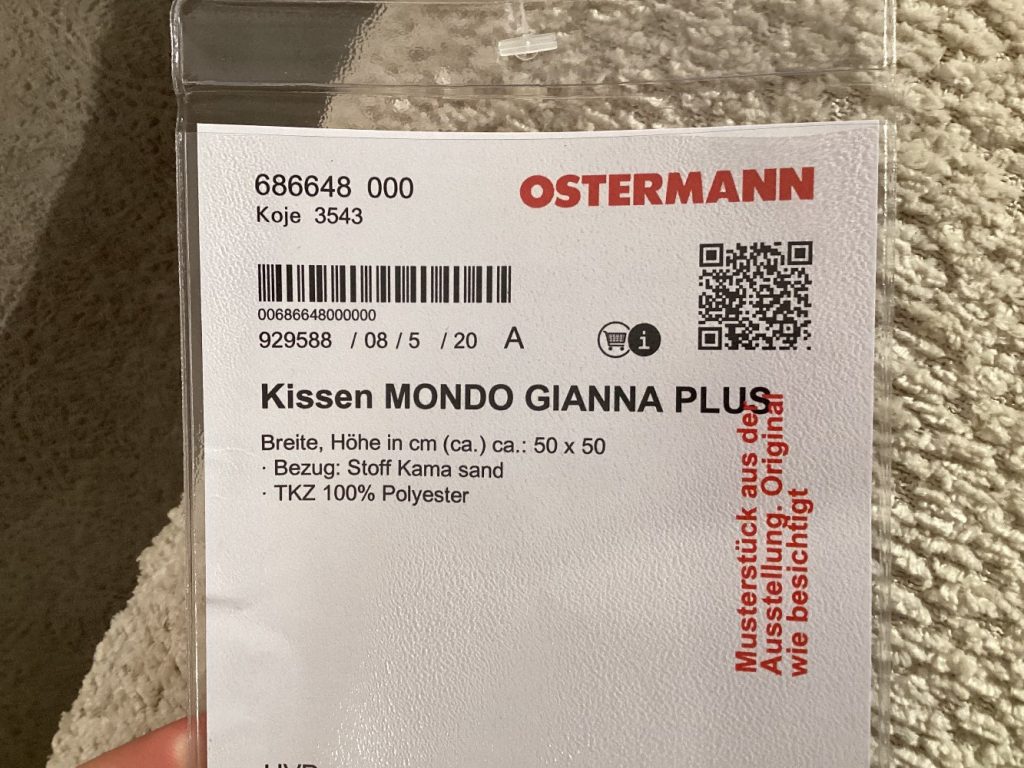 686648 000
OSTERMANN
Koje 3543
00686648000000
929588 / 08 / 5 / 20 A
i
Kissen MONDO GIANNA PLUS
Breite, Höhe in cm (ca.) ca.: 50 x 50
· Bezug: Stoff Kama sand
· TKZ 100% Polyester
Musterstück aus der
Ausstellung. Original
wie besichtigt